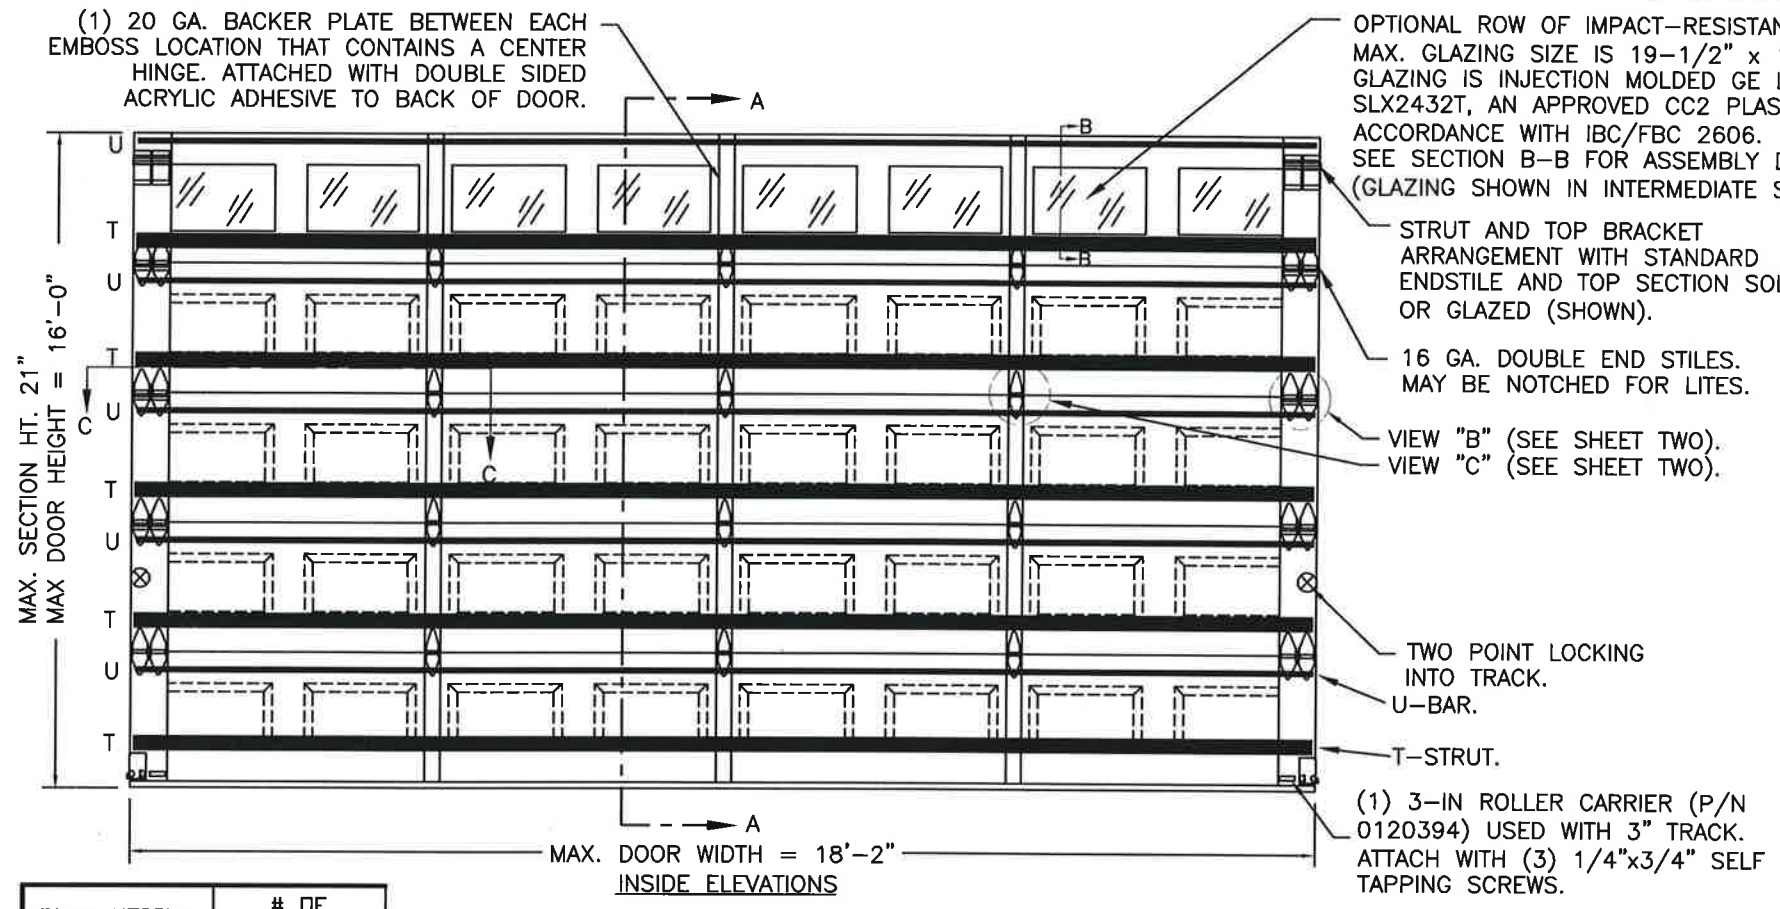 (1) 20 GA. BACKER PLATE BETWEEN EACH
EMBOSS LOCATION THAT CONTAINS A CENTER
HINGE. ATTACHED WITH DOUBLE SIDED
ACRYLIC ADHESIVE TO BACK OF DOOR.
A
B
OPTIONAL ROW OF IMPACT-RESISTAN
MAX. GLAZING SIZE IS 19-1/2" x
GLAZING IS INJECTION MOLDED GE
SLX2432T, AN APPROVED CC2 PLAS
ACCORDANCE WITH IBC/FBC 2606.
SEE SECTION B-B FOR ASSEMBLY
(GLAZING SHOWN IN INTERMEDIATE S
STRUT AND TOP BRACKET
ARRANGEMENT WITH STANDARD
ENDSTILE AND TOP SECTION SOL
OR GLAZED (SHOWN).
16 GA. DOUBLE END STILES.
MAY BE NOTCHED FOR LITES.
VIEW "B" (SEE SHEET TWO).
VIEW "C" (SEE SHEET TWO).
TWO POINT LOCKING
INTO TRACK.
U-BAR.
T-STRUT.
(1) 3-IN ROLLER CARRIER (P/N
0120394) USED WITH 3" TRACK.
ATTACH WITH (3) 1/4"x3/4" SELF
TAPPING SCREWS.
U
T
B
U
T
C
U
C
T
U
T
U
T
MAX. SECTION HT. 21"
MAX DOOR HEIGHT = 16'-0"
A
MAX. DOOR WIDTH = 18'-2"
INSIDE ELEVATIONS
# OF